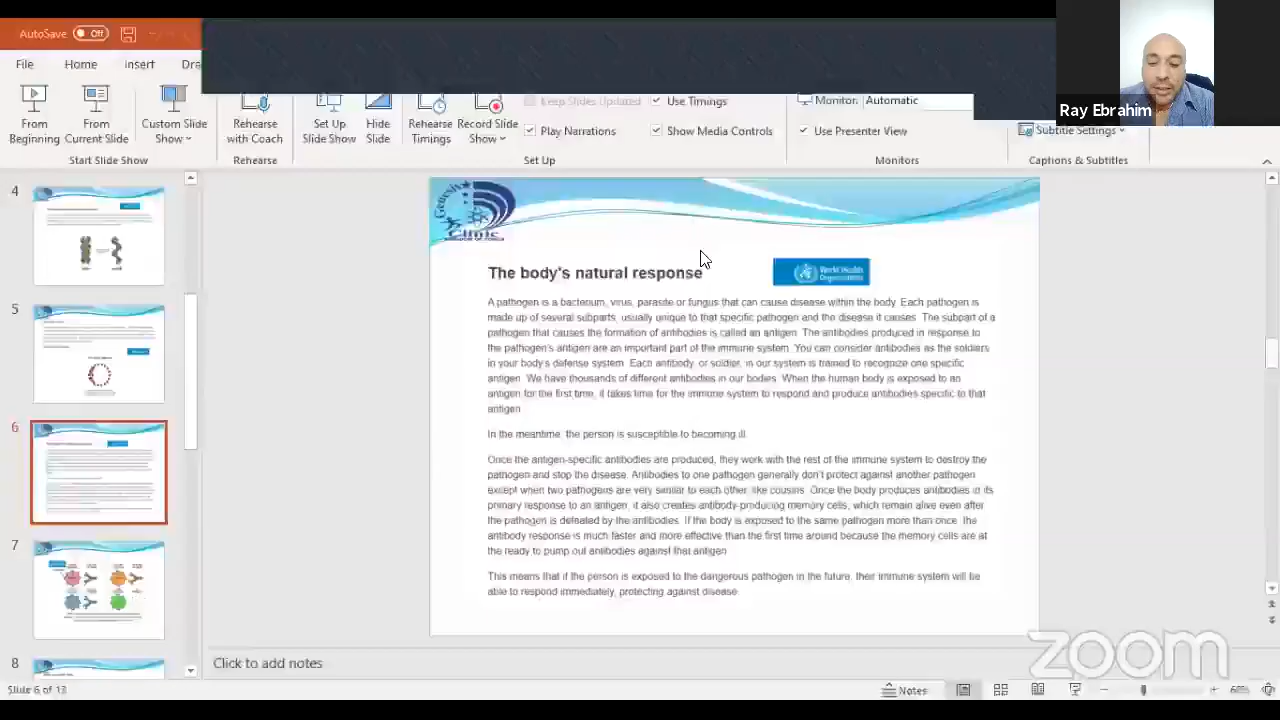 AutoSave Off
File Home Insert Dra
From Beginning
From Current Slide
Custom Slide Show
Rehearse with Coach
Set Up Slide Show
Hide Slide
Rehearse Timings
Record Slide Show
Keep Slides Updated
Use Timings
Play Narrations
Show Media Controls
Monitor: Automatic
Use Presenter View
Subtitle Settings
Start Slide Show
Rehearse
Set Up
Monitors
Captions & Subtitles
Ray Ebrahim
4
5
6
7
8
Genesis
Clinic
KINGDOM OF TONGA
The body's natural response
World Health
Organization
A pathogen is a bacterium, virus, parasite or fungus that can cause disease within the body. Each pathogen is
made up of several subparts, usually unique to that specific pathogen and the disease it causes. The subpart of a
pathogen that causes the formation of antibodies is called an antigen. The antibodies produced in response to
the pathogen's antigen are an important part of the immune system. You can consider antibodies as the soldiers
in your body's defense system. Each antibody, or soldier, in our system is trained to recognize one specific
antigen. We have thousands of different antibodies in our bodies. When the human body is exposed to an
antigen for the first time, it takes time for the immune system to respond and produce antibodies specific to that
antigen.
In the meantime, the person is susceptible to becoming ill.
Once the antigen-specific antibodies are produced, they work with the rest of the immune system to destroy the
pathogen and stop the disease. Antibodies to one pathogen generally don't protect against another pathogen
except when two pathogens are very similar to each other, like cousins. Once the body produces antibodies in its
primary response to an antigen, it also creates antibody-producing memory cells, which remain alive even after
the pathogen is defeated by the antibodies. If the body is exposed to the same pathogen more than once, the
antibody response is much faster and more effective than the first time around because the memory cells are at
the ready to pump out antibodies against that antigen.
This means that if the person is exposed to the dangerous pathogen in the future, their immune system will be
able to respond immediately, protecting against disease.
Click to add notes
zoom
Slide 6 of 13
Notes